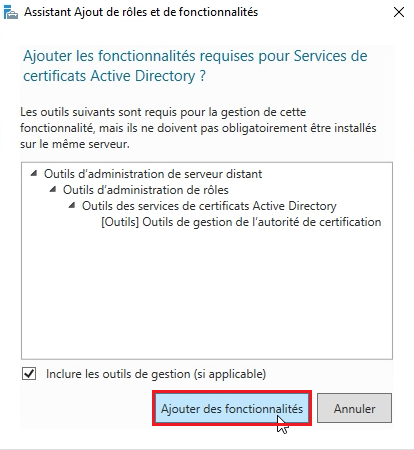 Assistant Ajout de rôles et de fonctionnalités
Ajouter les fonctionnalités requises pour Services de
certificats Active Directory ?
Les outils suivants sont requis pour la gestion de cette
fonctionnalité, mais ils ne doivent pas obligatoirement être installés
sur le même serveur.
Outils d’administration de serveur distant
Outils d’administration de rôles
Outils des services de certificats Active Directory
[Outils] Outils de gestion de l’autorité de certification
Inclure les outils de gestion (si applicable)
Ajouter des fonctionnalités
Annuler